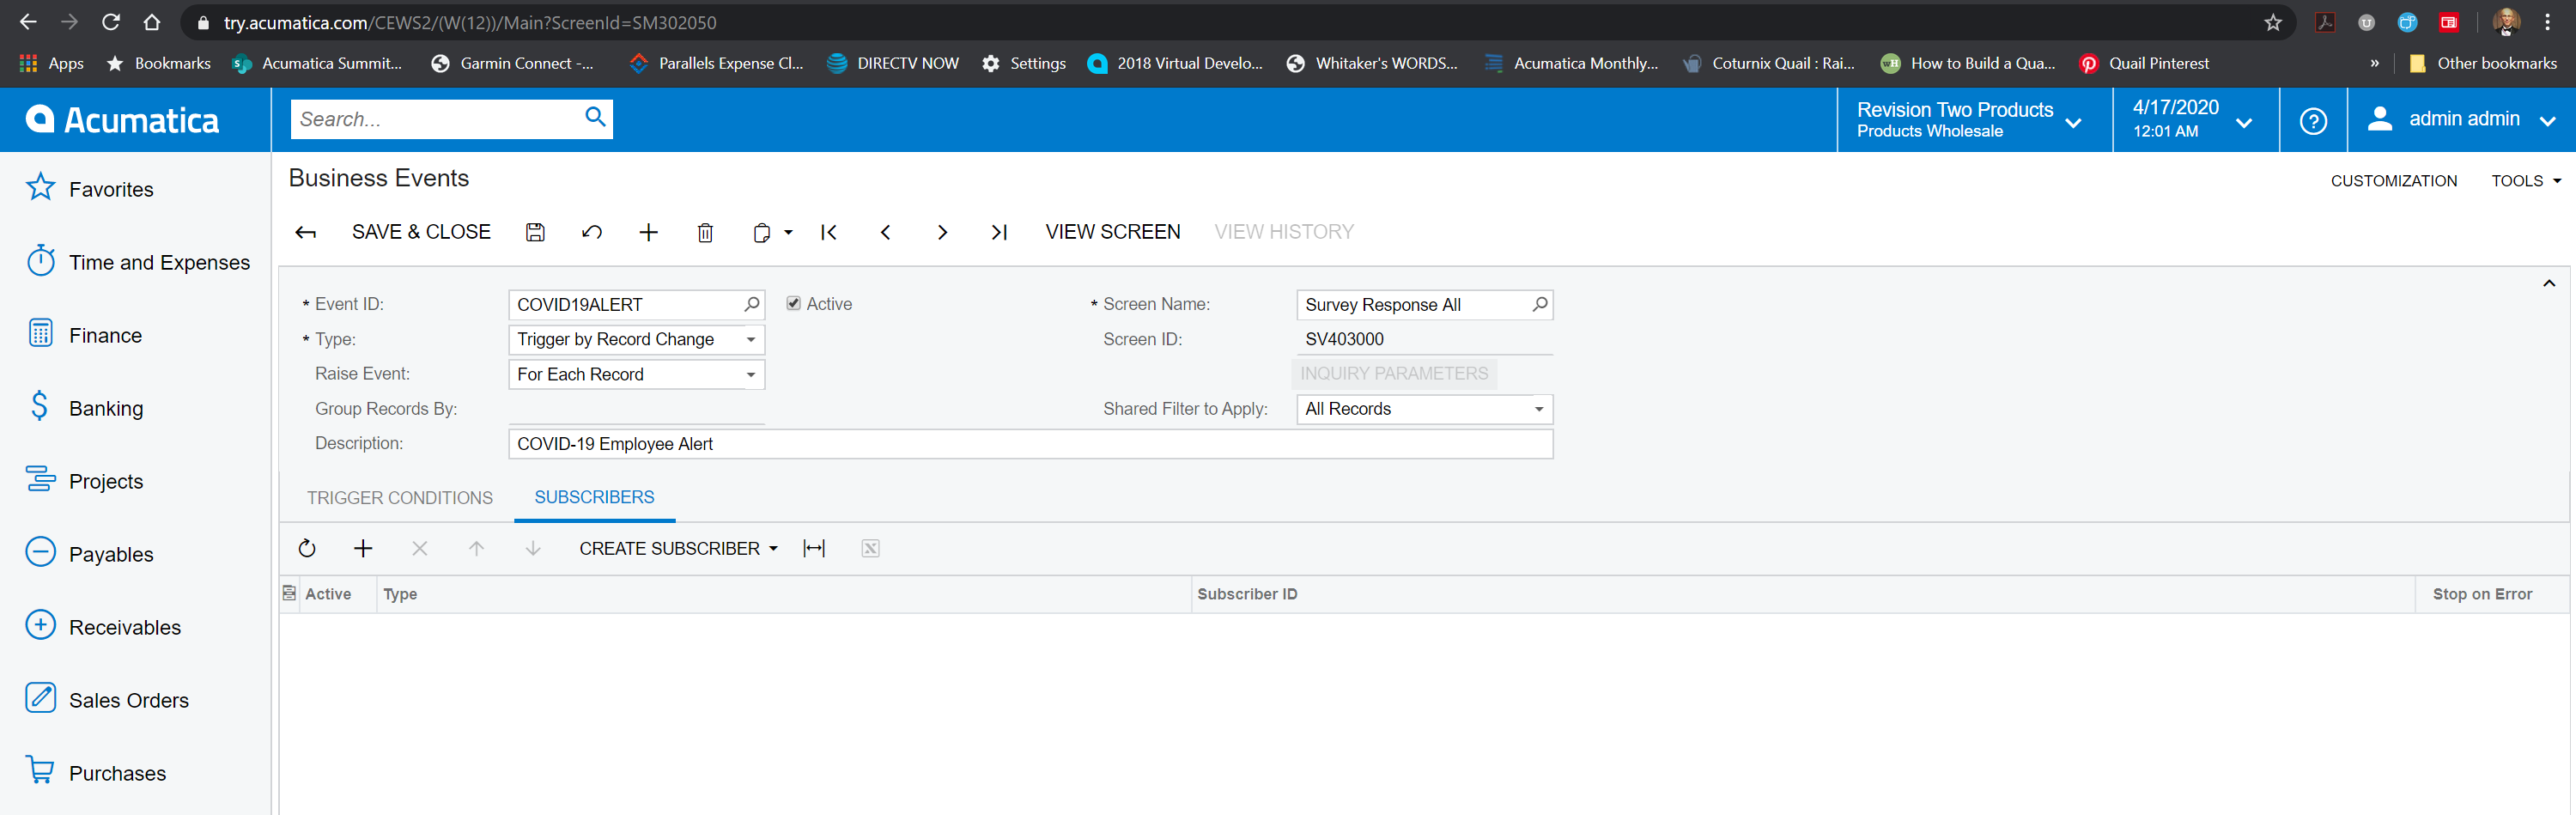 try.acumatica.com/CEWS2/(W(12))/Main?ScreenId=SM302050
Apps Bookmarks Acumatica Summit... Garmin Connect -... Parallels Expense Cl... DIRECTV NOW Settings 2018 Virtual Develo... Whitaker's WORDS... Acumatica Monthly... Coturnix Quail : Rai... wH How to Build a Qua... Quail Pinterest » Other bookmarks
Acumatica
Search...
Revision Two Products
Products Wholesale
4/17/2020
12:01 AM
admin admin
Favorites
Time and Expenses
Finance
Banking
Projects
Payables
Receivables
Sales Orders
Purchases
Business Events
CUSTOMIZATION TOOLS
SAVE & CLOSE VIEW SCREEN VIEW HISTORY
* Event ID: COVID19ALERT Active * Screen Name: Survey Response All
* Type: Trigger by Record Change Screen ID: SV403000
Raise Event: For Each Record INQUIRY PARAMETERS
Group Records By: Shared Filter to Apply: All Records
Description: COVID-19 Employee Alert
TRIGGER CONDITIONS SUBSCRIBERS
CREATE SUBSCRIBER
Active Type Subscriber ID Stop on Error